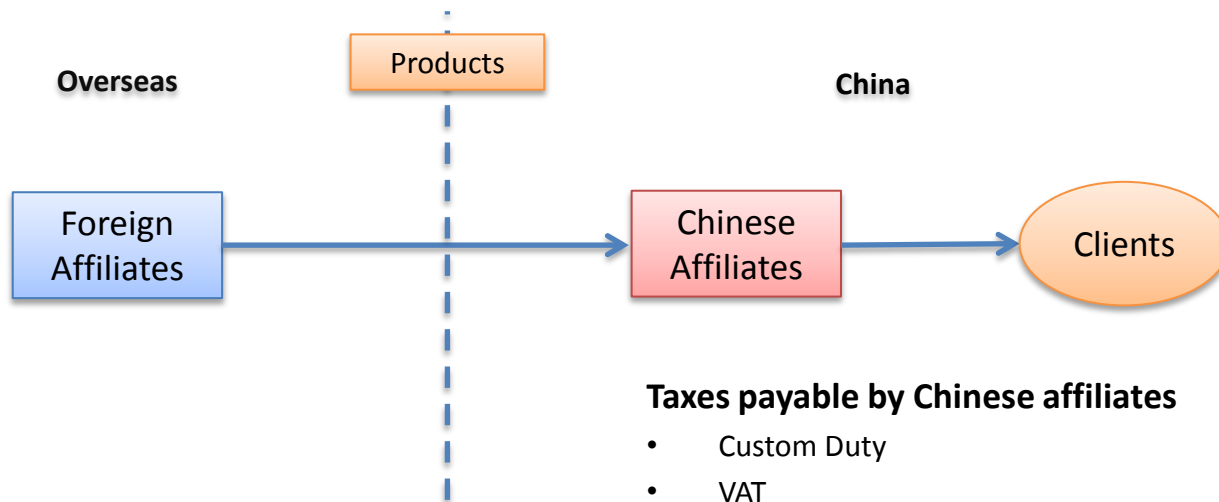 Products
Overseas
China
Foreign
Affiliates
Chinese
Affiliates
Clients
Taxes payable by Chinese affiliates
• Custom Duty
• VAT